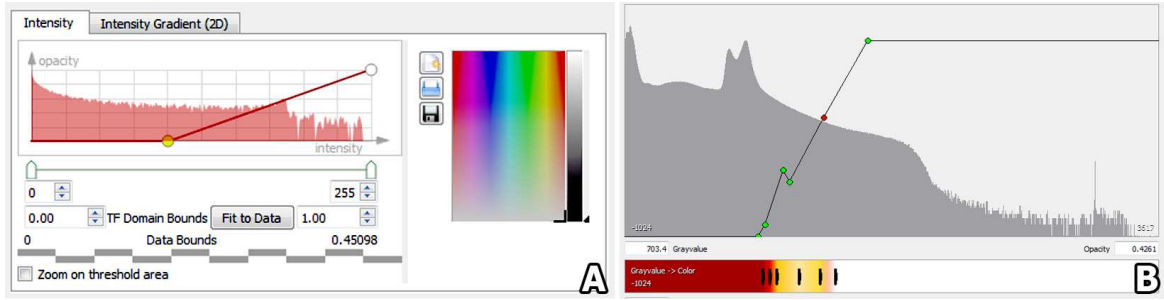 Intensity
Intensity Gradient (2D)
opacity
intensity
0
255
0.00
TF Domain Bounds
Fit to Data
1.00
0
Data Bounds
0.45098
Zoom on threshold area
A
-1024
3617
703.4 Grayvalue
Opacity 0.4261
Grayvalue -> Color
-1024
B